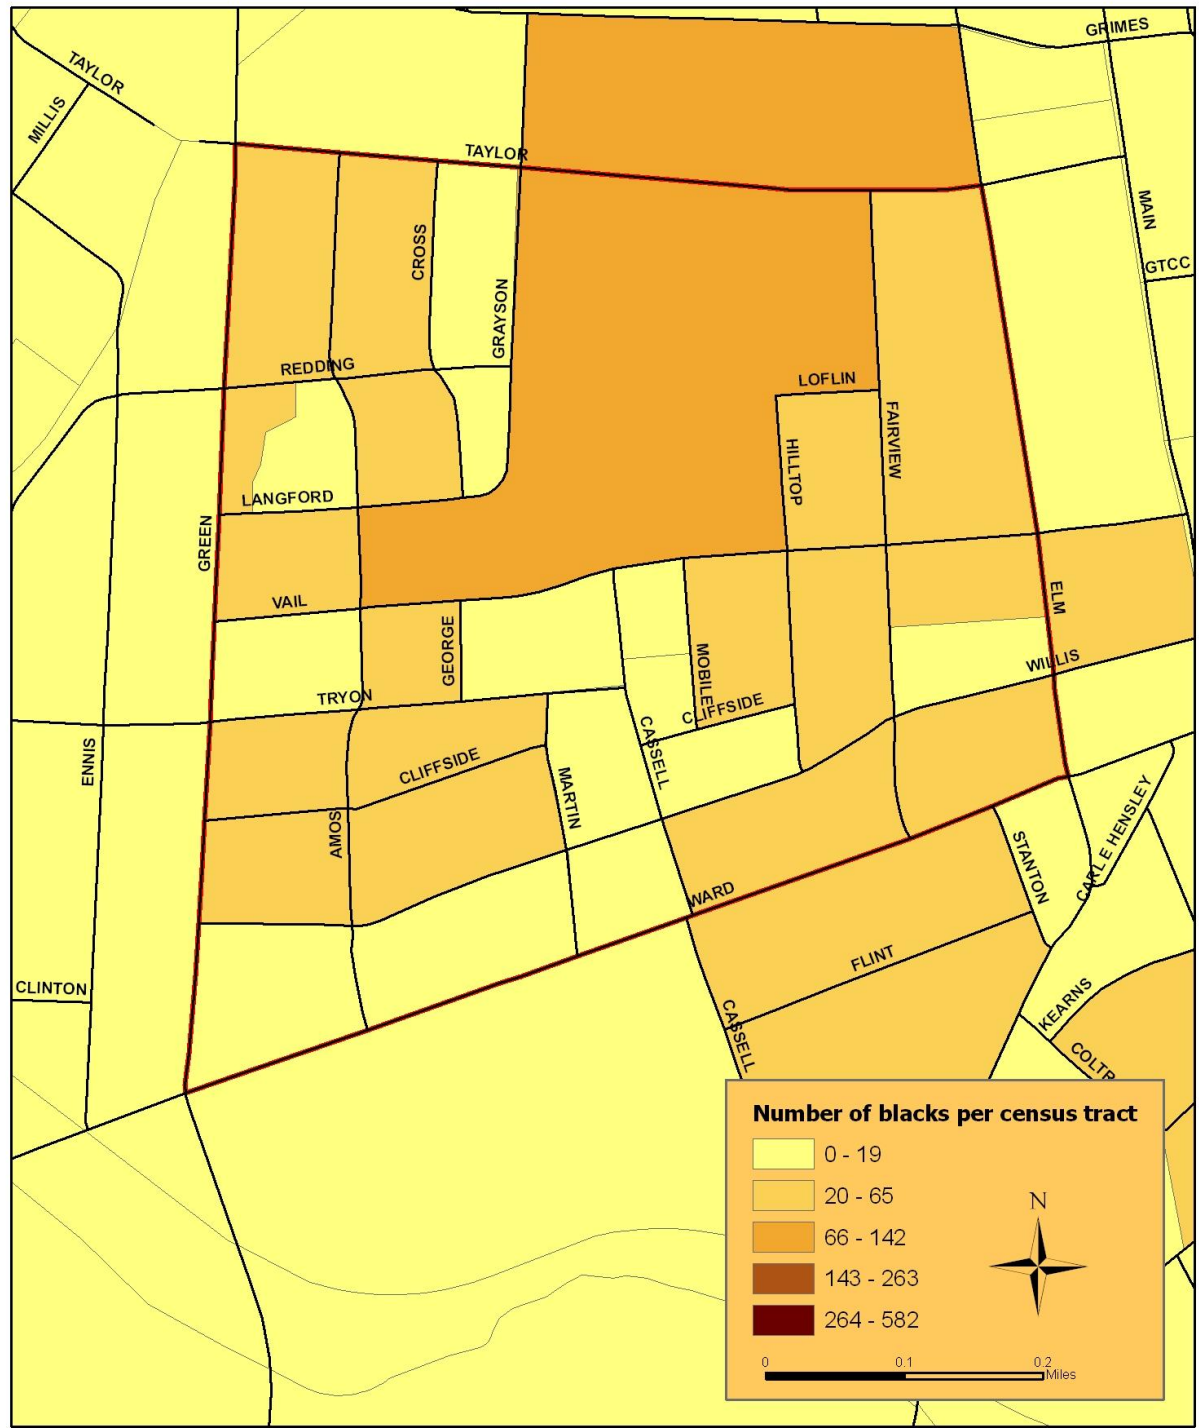 GRIMES
TAYLOR
MILLIS
TAYLOR
MAIN
CROSS
GTCC
GRAYSON
REDDING
LOFLIN
FAIRVIEW
HILLTOP
LANGFORD
GREEN
VAIL
ELM
GEORGE
MOBILE
WILLIS
TRYON
CLIFFSIDE
CASSELL
ENNIS
CLIFFSIDE
MARTIN
AMOS
CARL E HENSLEY
STANTON
WARD
FLINT
CLINTON
KEARNS
CASSELL
COLTR
Number of blacks per census tract
0 - 19
20 - 65
66 - 142
143 - 263
264 - 582
N
0 0.1 0.2
Miles